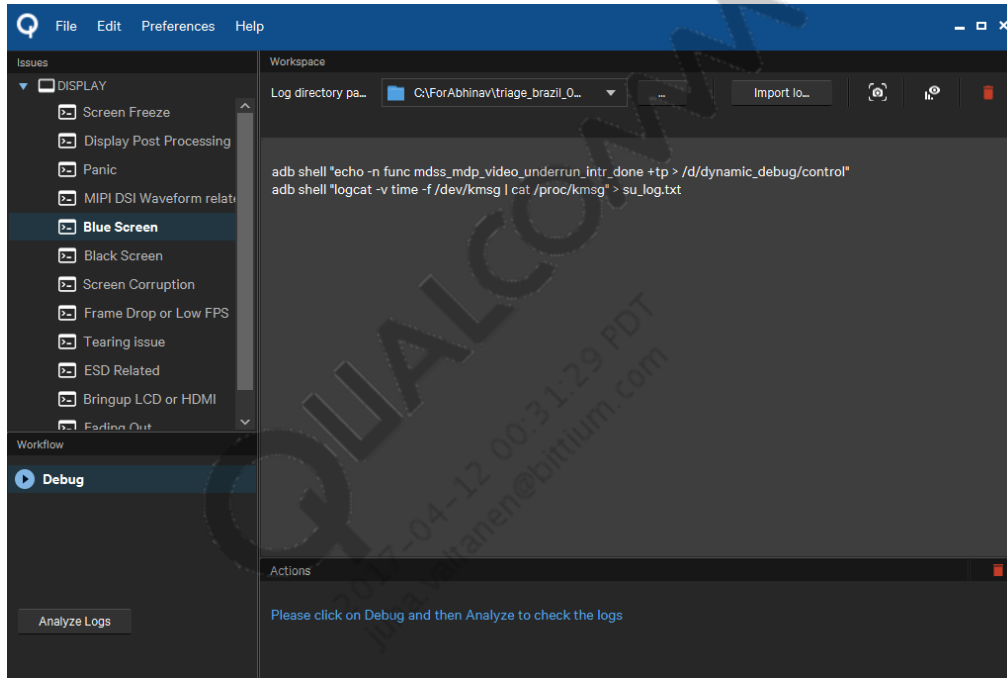 File Edit Preferences Help
Issues
DISPLAY
Screen Freeze
Display Post Processing
Panic
MIPI DSI Waveform relat
Blue Screen
Black Screen
Screen Corruption
Frame Drop or Low FPS
Tearing issue
ESD Related
Bringup LCD or HDMI
Fading Out
Workflow
Debug
Analyze Logs
Workspace
Log directory pa... C:\ForAbhinav\triage_brazil_0... ... Import lo...
adb shell "echo -n func mdss_mdp_video_underrun_intr_done +tp > /d/dynamic_debug/control"
adb shell "logcat -v time -f /dev/kmsg | cat /proc/kmsg" > su_log.txt
Actions
Please click on Debug and then Analyze to check the logs
QUALCOMM
2017-04-12 00:31:29 PDT
juha.valtanen@bittium.com